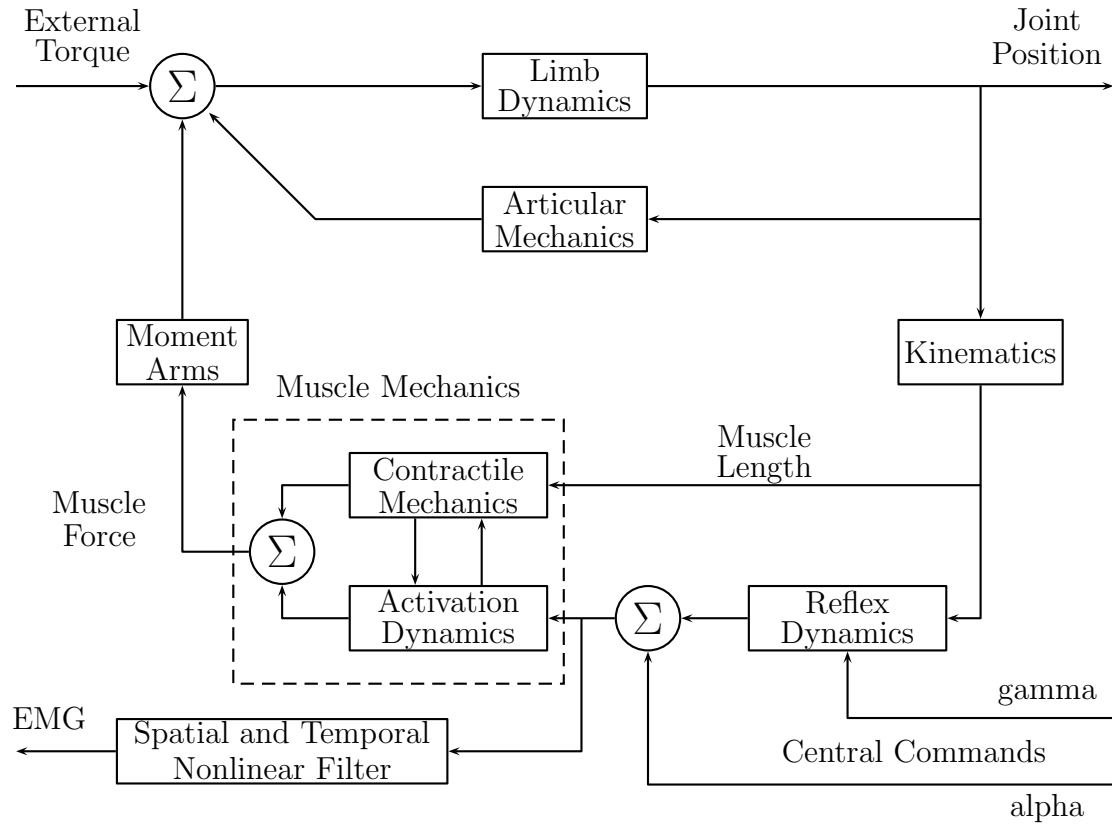 External
Torque
Joint
Position
Σ
Limb
Dynamics
Articular
Mechanics
Moment
Arms
Kinematics
Muscle Mechanics
Muscle
Length
Contractile
Mechanics
Muscle
Force
Σ
Activation
Dynamics
Σ
Reflex
Dynamics
gamma
EMG
Spatial and Temporal
Nonlinear Filter
Central Commands
alpha